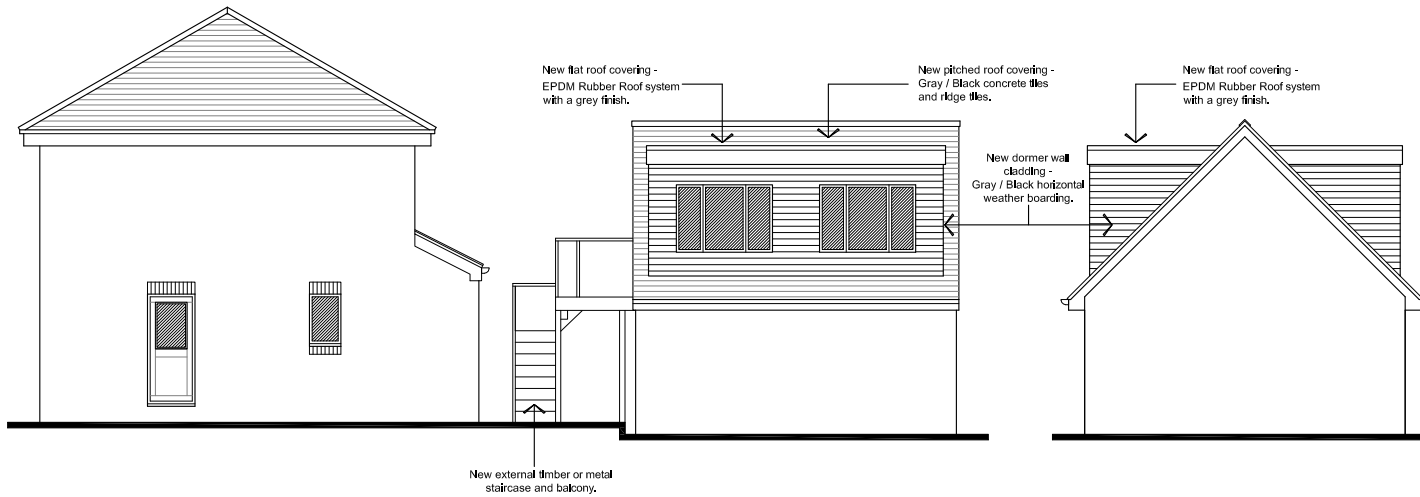 New flat roof covering -
EPDM Rubber Roof system
with a grey finish.
New pitched roof covering -
Gray / Black concrete tiles
and ridge tiles.
New flat roof covering -
EPDM Rubber Roof system
with a grey finish.
New dormer wall
cladding -
Gray / Black horizontal
weather boarding.
New external timber or metal
staircase and balcony.